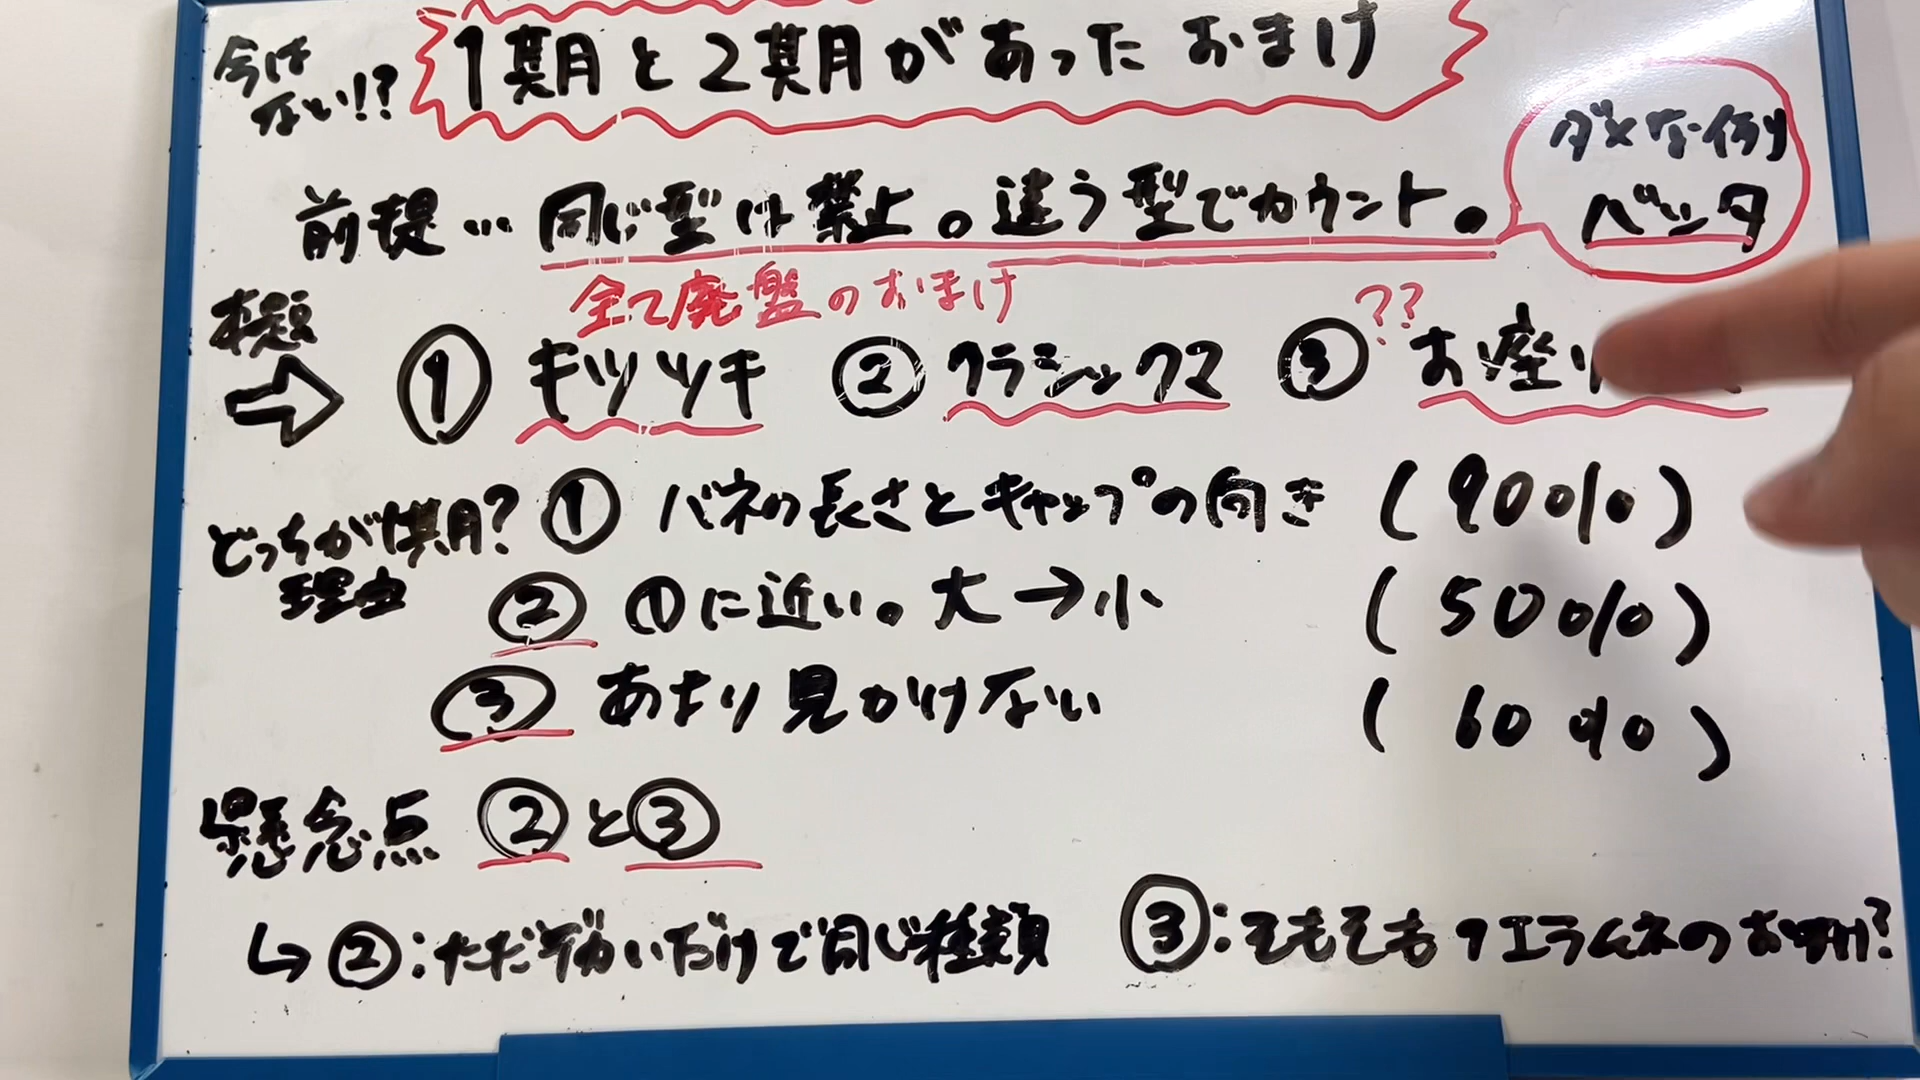 今はない!?
1期と2期があった おまけ
ダメな例
ベッタ
前提…同じ型は禁止。違う型でカウント。
全て廃盤のおまけ
本題
⇨ ① キツツキ ② クラシックマ ③ ??お座り
どっちが1期?理由
① バネの長さとキャップの向き (90%)
② ①に近い。大→小 (50%)
③ あまり見かけない (60%)
懸念点 ②と③
↳②:ただデカいだけで同じ種類 ③:そもそもクエラムネのお